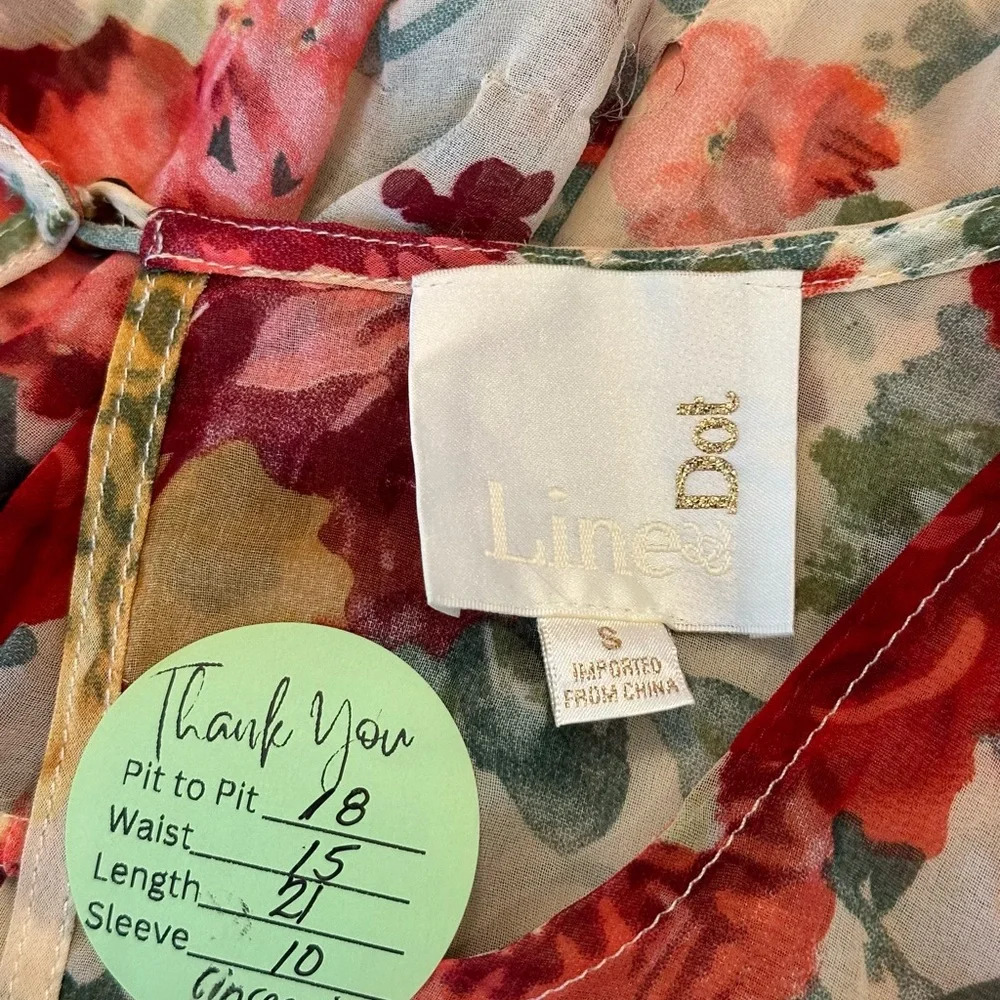 Line
Dot
S
IMPORTED
FROM CHINA
Thank You
Pit to Pit 18
Waist 15
Length 21
Sleeve 10